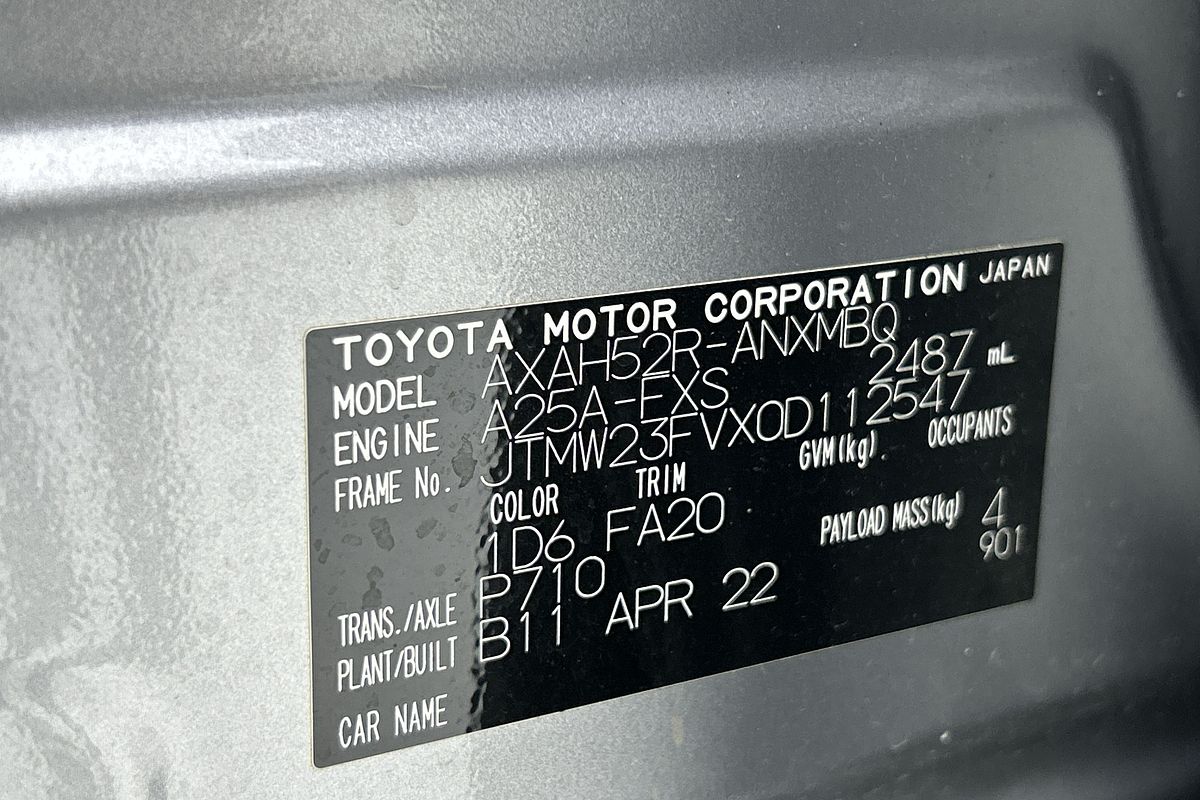 TOYOTA MOTOR CORPORATION JAPAN
MODEL AXAH52R-ANXMBQ
ENGINE A25A-FXS 2487 mL
FRAME No. JTMW23FVX0D112547
COLOR TRIM GVM(kg). OCCUPANTS
1D6 FA20 4
TRANS./AXLE P710 PAYLOAD MASS(kg) 901
PLANT/BUILT B11 APR 22
CAR NAME